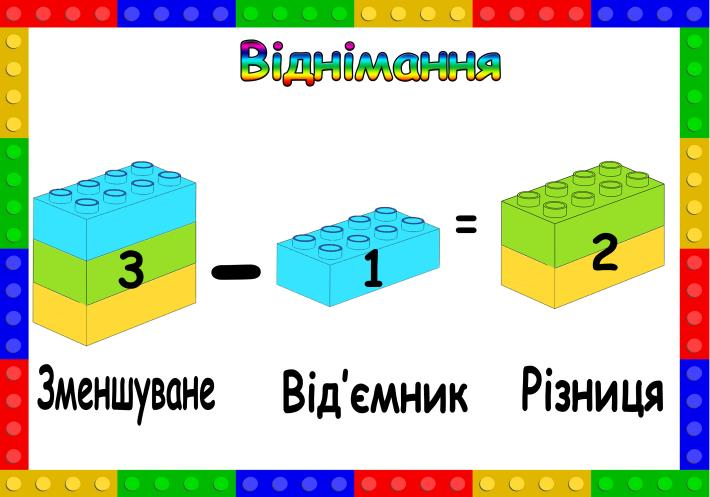 Віднімання
3 - 1 = 2
Зменшуване Від'ємник Різниця